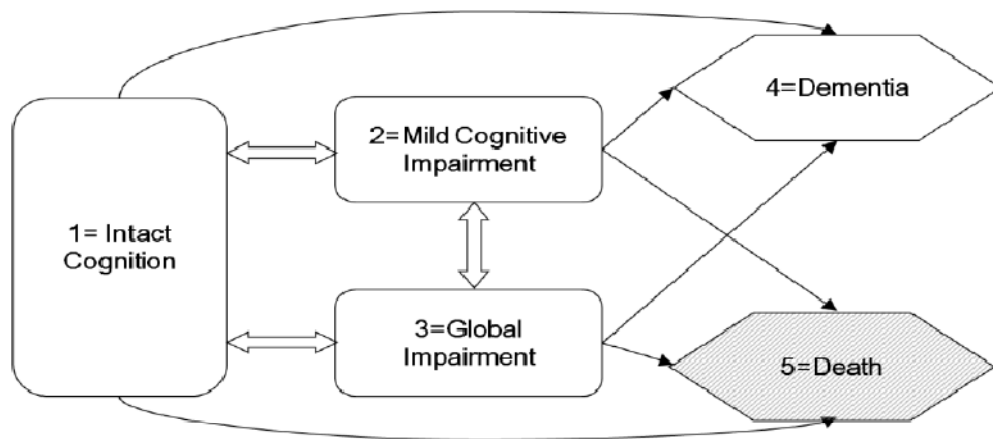 4=Dementia
2= Mild Cognitive
Impairment
1= Intact
Cognition
3=Global
Impairment
5=Death